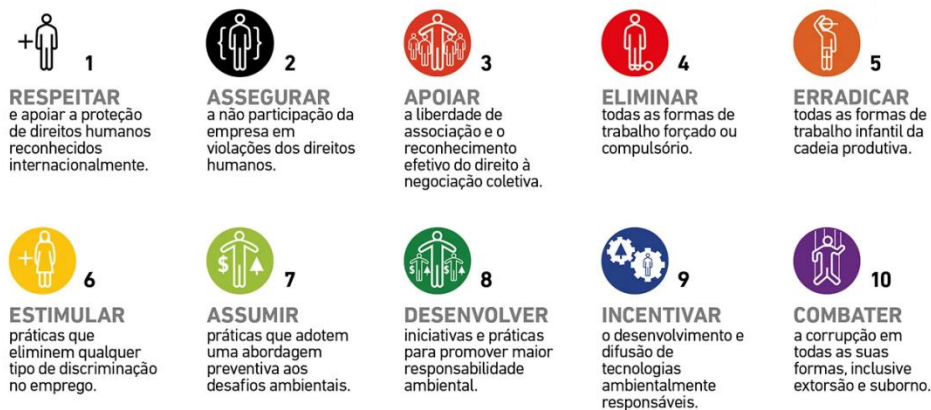 1
RESPEITAR
e apoiar a proteção
de direitos humanos
reconhecidos
internacionalmente.
2
ASSEGURAR
a não participação da
empresa em
violações dos direitos
humanos.
3
APOIAR
a liberdade de
associação e o
reconhecimento
efetivo do direito à
negociação coletiva.
4
ELIMINAR
todas as formas de
trabalho forçado ou
compulsório.
5
ERRADICAR
todas as formas de
trabalho infantil da
cadeia produtiva.
6
ESTIMULAR
práticas que
eliminem qualquer
tipo de discriminação
no emprego.
7
ASSUMIR
práticas que adotem
uma abordagem
preventiva aos
desafios ambientais.
8
DESENVOLVER
iniciativas e práticas
para promover maior
responsabilidade
ambiental.
9
INCENTIVAR
o desenvolvimento e
difusão de
tecnologias
ambientalmente
responsáveis.
10
COMBATER
a corrupção em
todas as suas
formas, inclusive
extorsão e suborno.